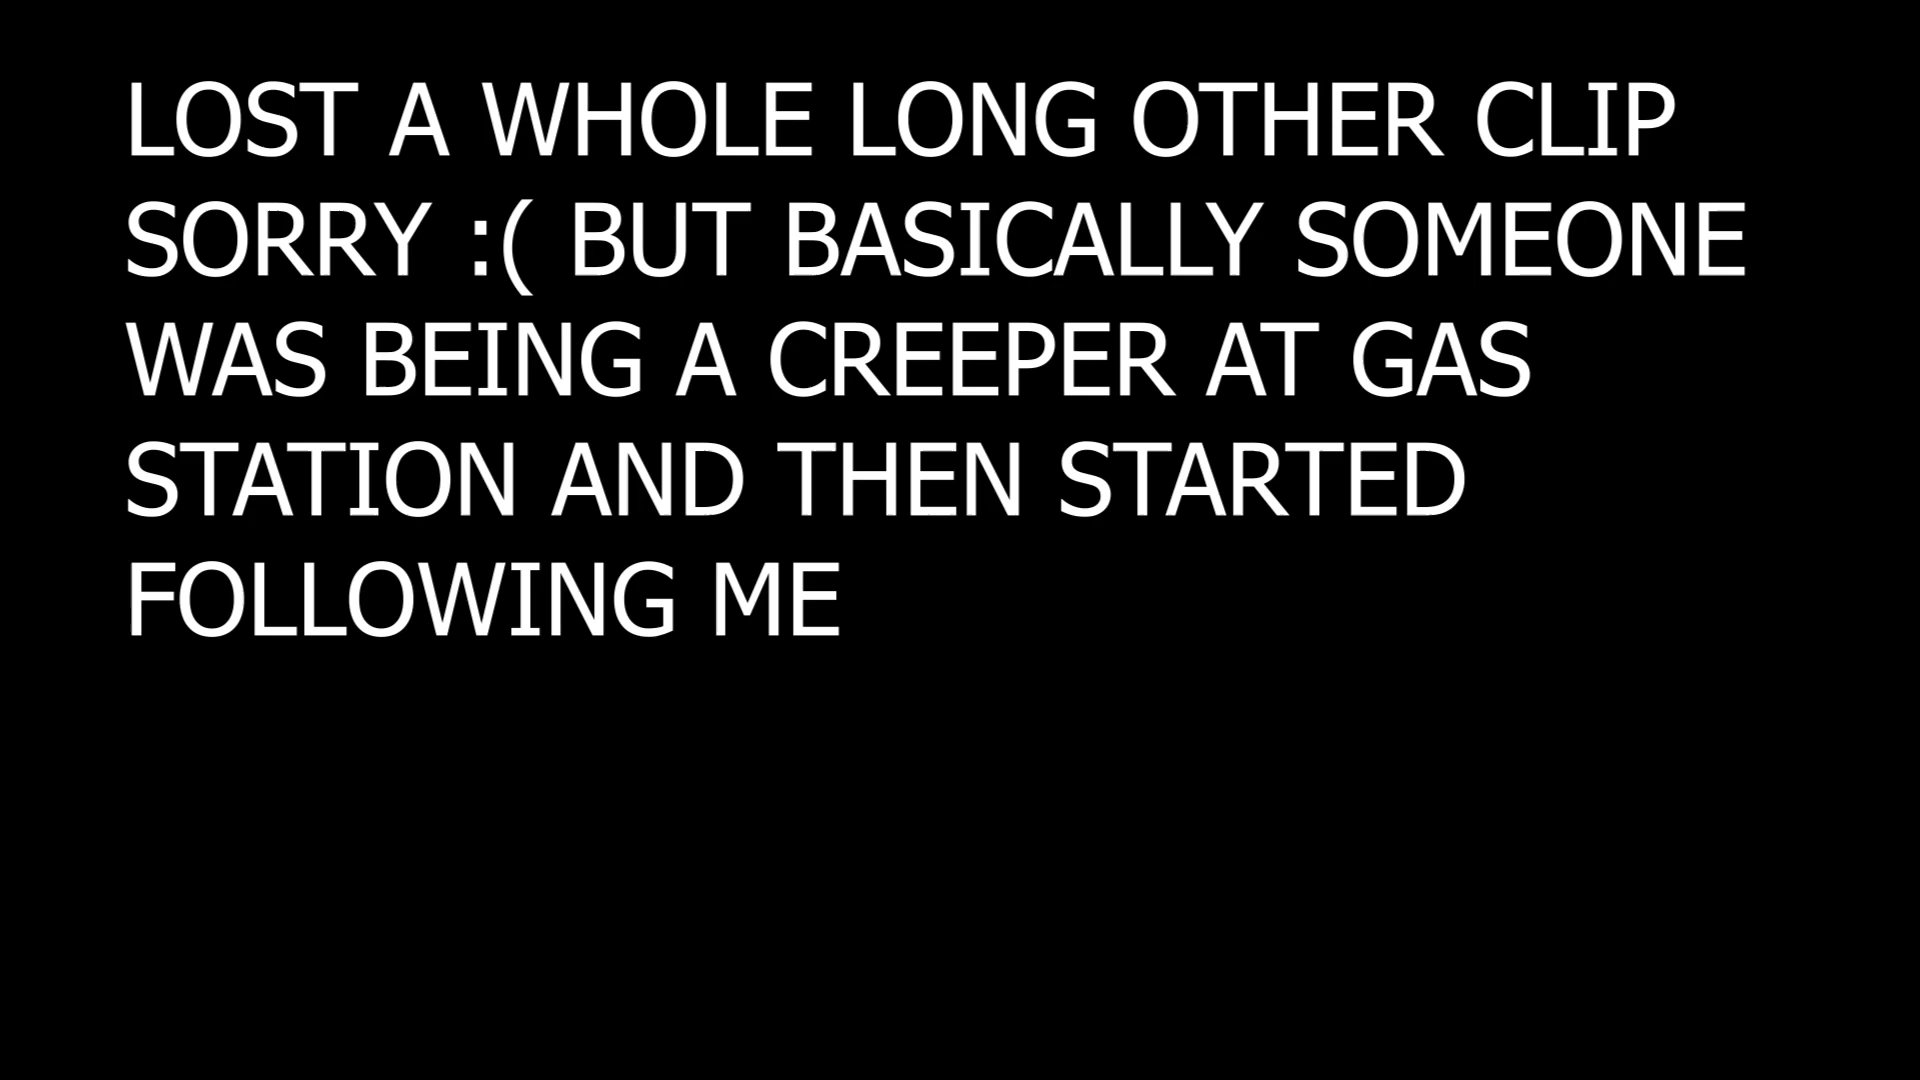 LOST A WHOLE LONG OTHER CLIP
SORRY :( BUT BASICALLY SOMEONE
WAS BEING A CREEPER AT GAS
STATION AND THEN STARTED
FOLLOWING ME